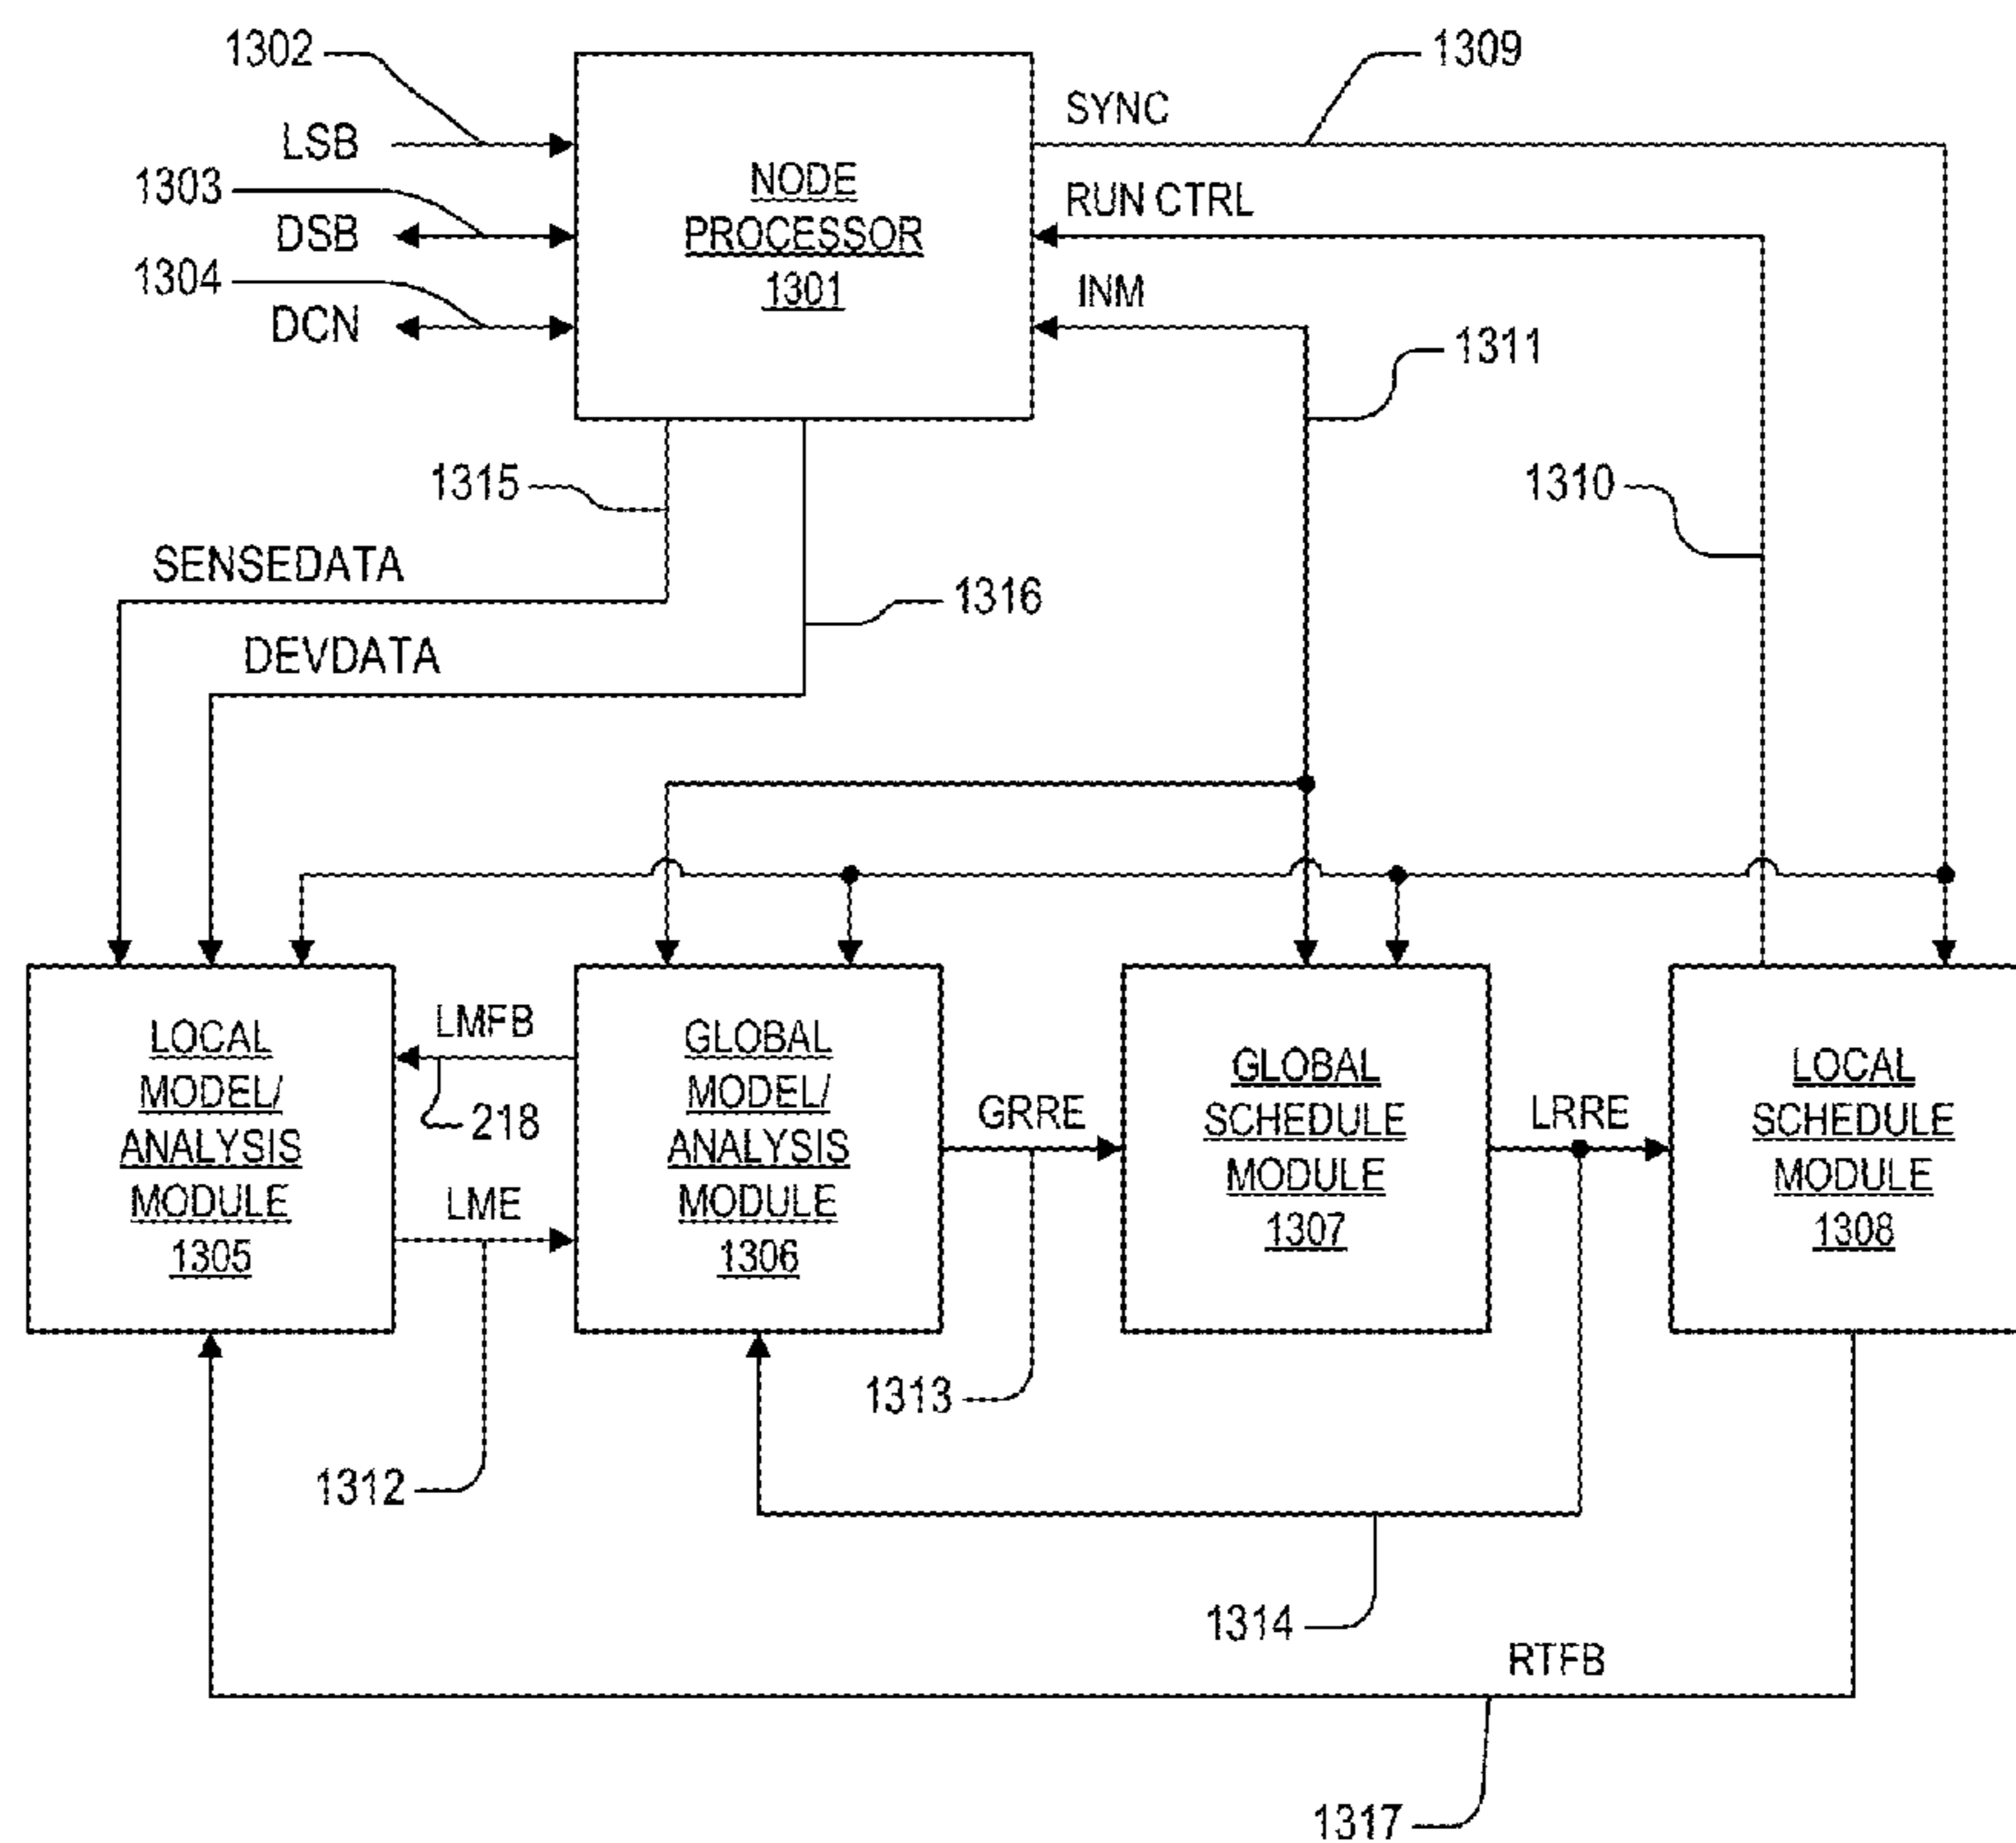 1302
1309
LSB
SYNC
1303
NODE
PROCESSOR
1301
RUN CTRL
DSB
1304
INM
DCN
1311
1315
1310
SENSEDATA
1316
DEVDATA
LOCAL
MODEL/
ANALYSIS
MODULE
1305
LMFB
218
LME
GLOBAL
MODEL/
ANALYSIS
MODULE
1306
GRRE
GLOBAL
SCHEDULE
MODULE
1307
LRRE
LOCAL
SCHEDULE
MODULE
1308
1313
1312
1314
RTFB
1317